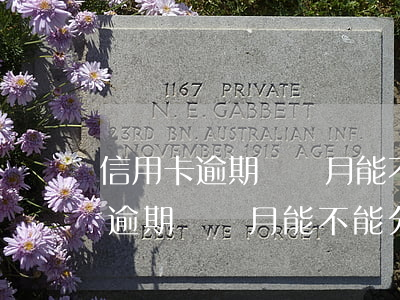 1167 PRIVATE
N. E. GABBETT
23RD BN. AUSTRALIAN INF.
NOVEMBER 1915 AGE 19
信用卡逾期 月能不
逾期 月能不能分
LEST WE FORGET